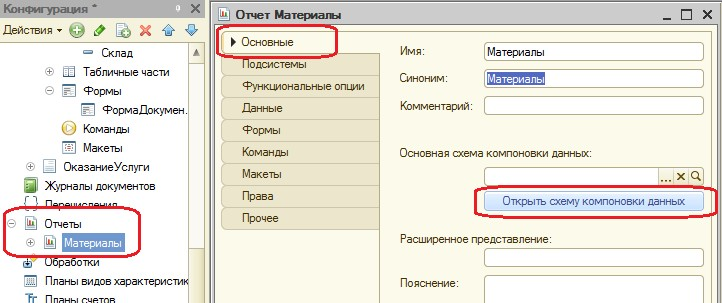 Конфигурация *
Действия
Склад
Табличные части
Формы
ФормаДокумен...
Команды
Макеты
ОказаниеУслуги
Журналы документов
Перечисления
Отчеты
Материалы
Обработки
Планы видов характеристик
Планы счетов
Отчет Материалы
Основные
Подсистемы
Функциональные опции
Данные
Формы
Команды
Макеты
Права
Прочее
Имя: Материалы
Синоним: Материалы
Комментарий:
Основная схема компоновки данных:
...
Открыть схему компоновки данных
Расширенное представление:
Пояснение: